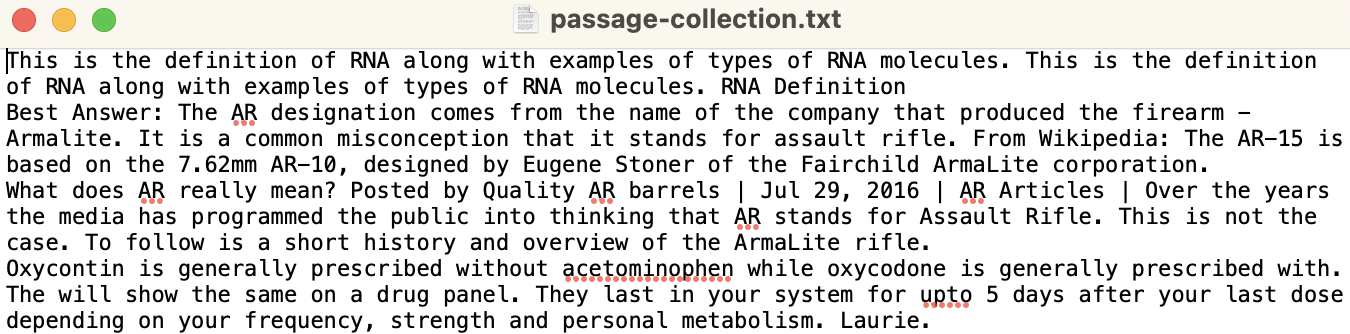 passage-collection.txt
This is the definition of RNA along with examples of types of RNA molecules. This is the definition
of RNA along with examples of types of RNA molecules. RNA Definition
Best Answer: The AR designation comes from the name of the company that produced the firearm –
Armalite. It is a common misconception that it stands for assault rifle. From Wikipedia: The AR-15 is
based on the 7.62mm AR-10, designed by Eugene Stoner of the Fairchild ArmaLite corporation.
What does AR really mean? Posted by Quality AR barrels | Jul 29, 2016 | AR Articles | Over the years
the media has programmed the public into thinking that AR stands for Assault Rifle. This is not the
case. To follow is a short history and overview of the ArmaLite rifle.
Oxycontin is generally prescribed without acetominophen while oxycodone is generally prescribed with.
The will show the same on a drug panel. They last in your system for upto 5 days after your last dose
depending on your frequency, strength and personal metabolism. Laurie.